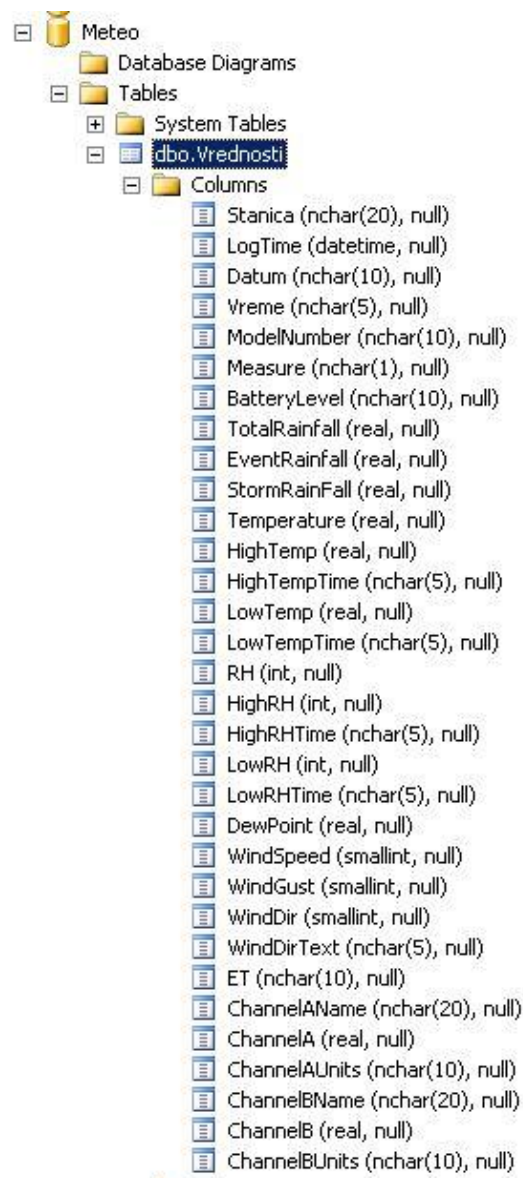 Meteo
Database Diagrams
Tables
System Tables
dbo.Vrednosti
Columns
Stanica (nchar(20), null)
LogTime (datetime, null)
Datum (nchar(10), null)
Vreme (nchar(5), null)
ModelNumber (nchar(10), null)
Measure (nchar(1), null)
BatteryLevel (nchar(10), null)
TotalRainfall (real, null)
EventRainfall (real, null)
StormRainFall (real, null)
Temperature (real, null)
HighTemp (real, null)
HighTempTime (nchar(5), null)
LowTemp (real, null)
LowTempTime (nchar(5), null)
RH (int, null)
HighRH (int, null)
HighRHTime (nchar(5), null)
LowRH (int, null)
LowRHTime (nchar(5), null)
DewPoint (real, null)
WindSpeed (smallint, null)
WindGust (smallint, null)
WindDir (smallint, null)
WindDirText (nchar(5), null)
ET (nchar(10), null)
ChannelAName (nchar(20), null)
ChannelA (real, null)
ChannelAUnits (nchar(10), null)
ChannelBName (nchar(20), null)
ChannelB (real, null)
ChannelBUnits (nchar(10), null)